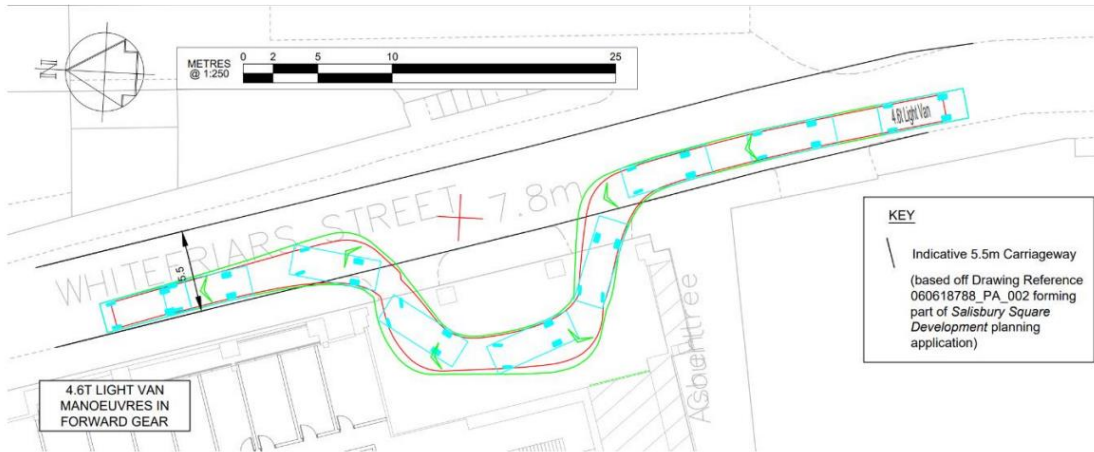 N
METRES
@ 1:250
0 2 5 10 25
4.6t Light Van
WHITEFRIARS STREET
7.8m
5.5
Ashentree
KEY
Indicative 5.5m Carriageway
(based off Drawing Reference
060618788_PA_002 forming
part of Salisbury Square
Development planning
application)
4.6T LIGHT VAN
MANOEUVRES IN
FORWARD GEAR